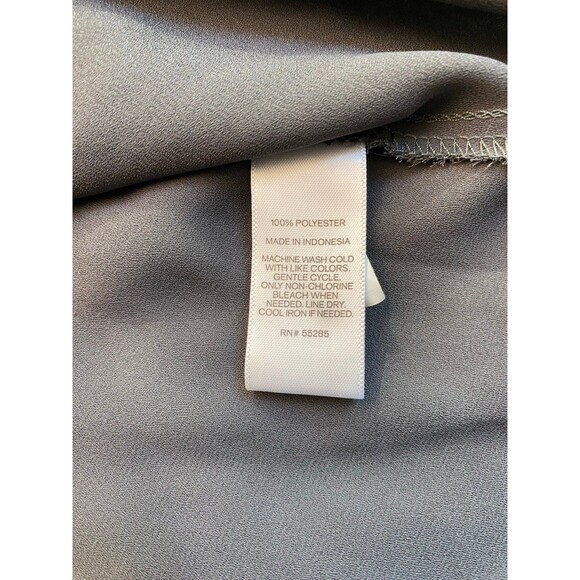 100% POLYESTER
MADE IN INDONESIA
MACHINE WASH COLD
WITH LIKE COLORS.
GENTLE CYCLE.
ONLY NON-CHLORINE
BLEACH WHEN
NEEDED. LINE DRY.
COOL IRON IF NEEDED.
RN# 55285